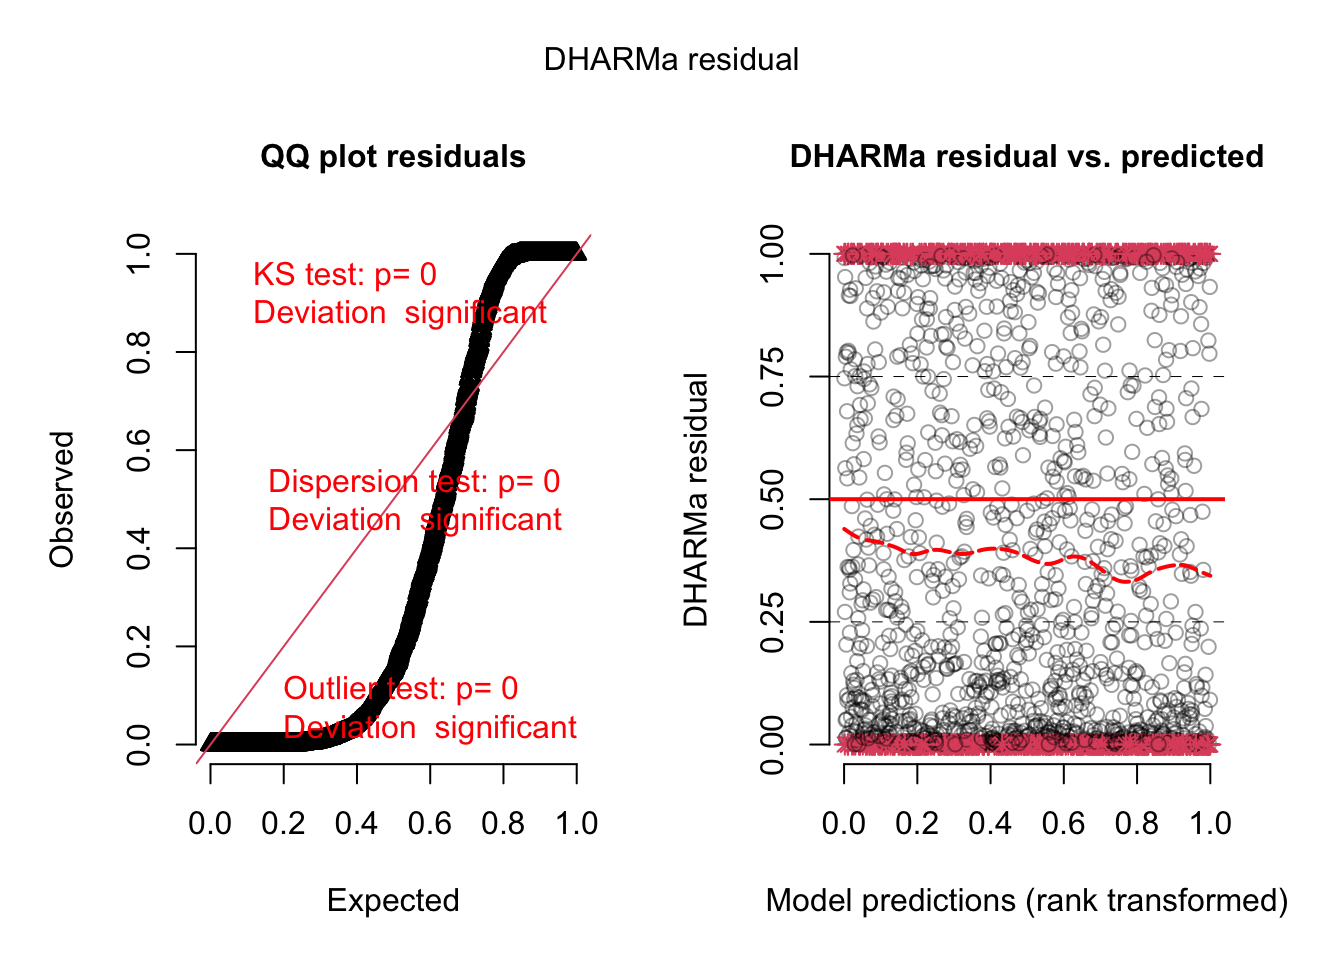 DHARMa residual
QQ plot residuals
KS test: p= 0
Deviation  significant
Dispersion test: p= 0
Deviation  significant
Outlier test: p= 0
Deviation  significant
Observed
0.0 0.2 0.4 0.6 0.8 1.0
0.0 0.2 0.4 0.6 0.8 1.0
Expected
DHARMa residual vs. predicted
DHARMa residual
0.00 0.25 0.50 0.75 1.00
0.0 0.2 0.4 0.6 0.8 1.0
Model predictions (rank transformed)